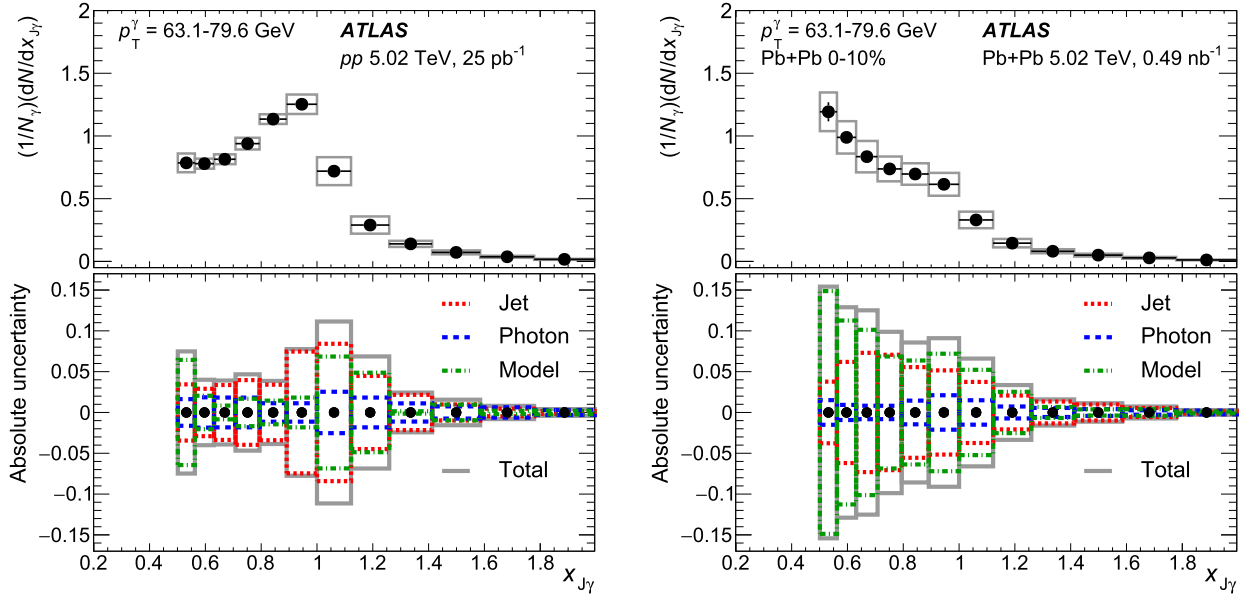 p_T^γ = 63.1-79.6 GeV
ATLAS
pp 5.02 TeV, 25 pb⁻¹
(1/N_γ)(dN/dx_Jγ)
2
1.5
1
0.5
0
Jet
Photon
Model
Total
Absolute uncertainty
0.15
0.1
0.05
0
−0.05
−0.1
−0.15
0.2 0.4 0.6 0.8 1 1.2 1.4 1.6 1.8
x_Jγ
p_T^γ = 63.1-79.6 GeV
ATLAS
Pb+Pb 0-10%
Pb+Pb 5.02 TeV, 0.49 nb⁻¹
(1/N_γ)(dN/dx_Jγ)
2
1.5
1
0.5
0
Jet
Photon
Model
Total
Absolute uncertainty
0.15
0.1
0.05
0
−0.05
−0.1
−0.15
0.2 0.4 0.6 0.8 1 1.2 1.4 1.6 1.8
x_Jγ